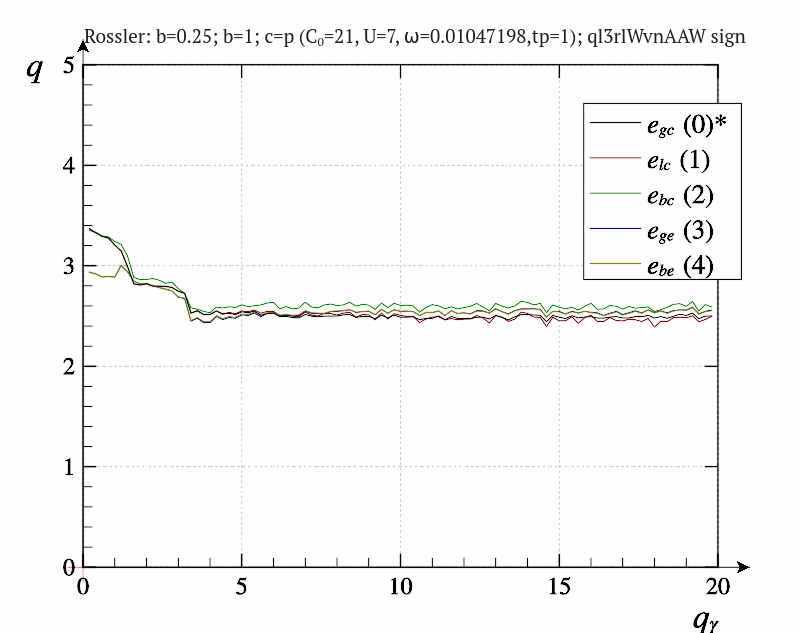 Rossler: b=0.25; b=1; c=p (C₀=21, U=7, ω=0.01047198,tp=1); ql3rlWvnAAW sign
q
5
4
3
2
1
0
e_gc (0)*
e_lc (1)
e_bc (2)
e_ge (3)
e_be (4)
0 5 10 15 20
q_γ